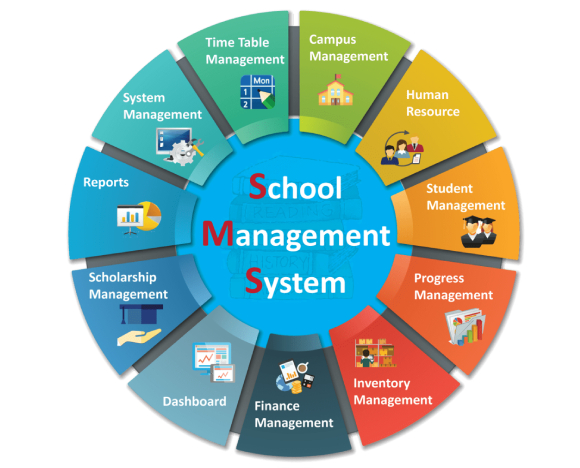 School
Management
System
Time Table
Management
Mon
1
2
Campus
Management
Human
Resource
Student
Management
Progress
Management
Inventory
Management
Finance
Management
Dashboard
Scholarship
Management
Reports
System
Management
HISTORY